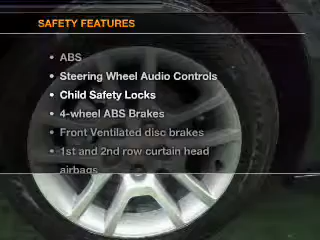 SAFETY FEATURES
• ABS
• Steering Wheel Audio Controls
• Child Safety Locks
• 4-wheel ABS Brakes
• Front Ventilated disc brakes
• 1st and 2nd row curtain head
airbags